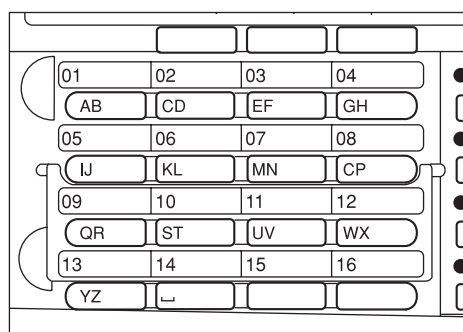 01 02 03 04
AB CD EF GH
05 06 07 08
IJ KL MN CP
09 10 11 12
QR ST UV WX
13 14 15 16
YZ ⎵